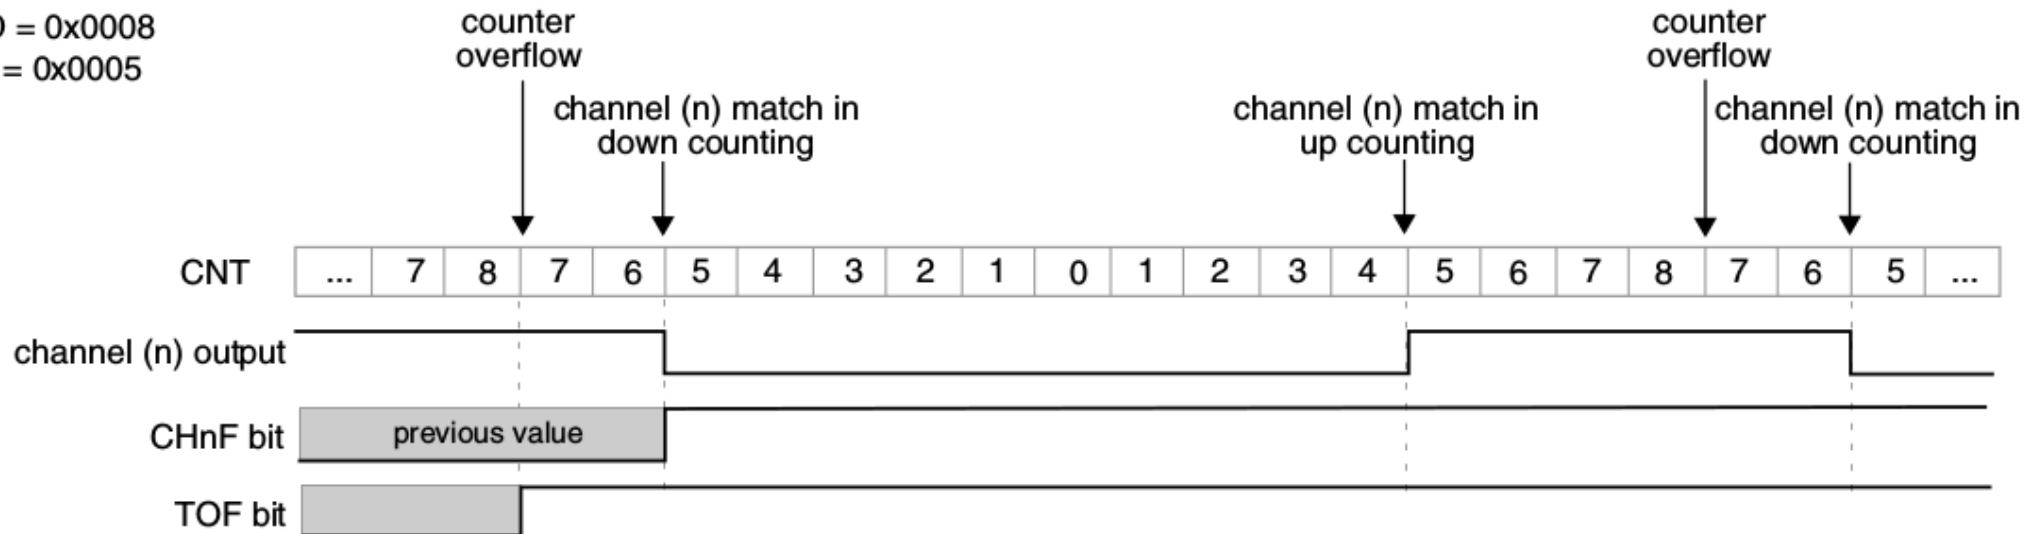 = 0x0008
= 0x0005
counter
overflow
channel (n) match in
down counting
channel (n) match in
up counting
counter
overflow
channel (n) match in
down counting
CNT ... 7 8 7 6 5 4 3 2 1 0 1 2 3 4 5 6 7 8 7 6 5 ...
channel (n) output
CHnF bit previous value
TOF bit